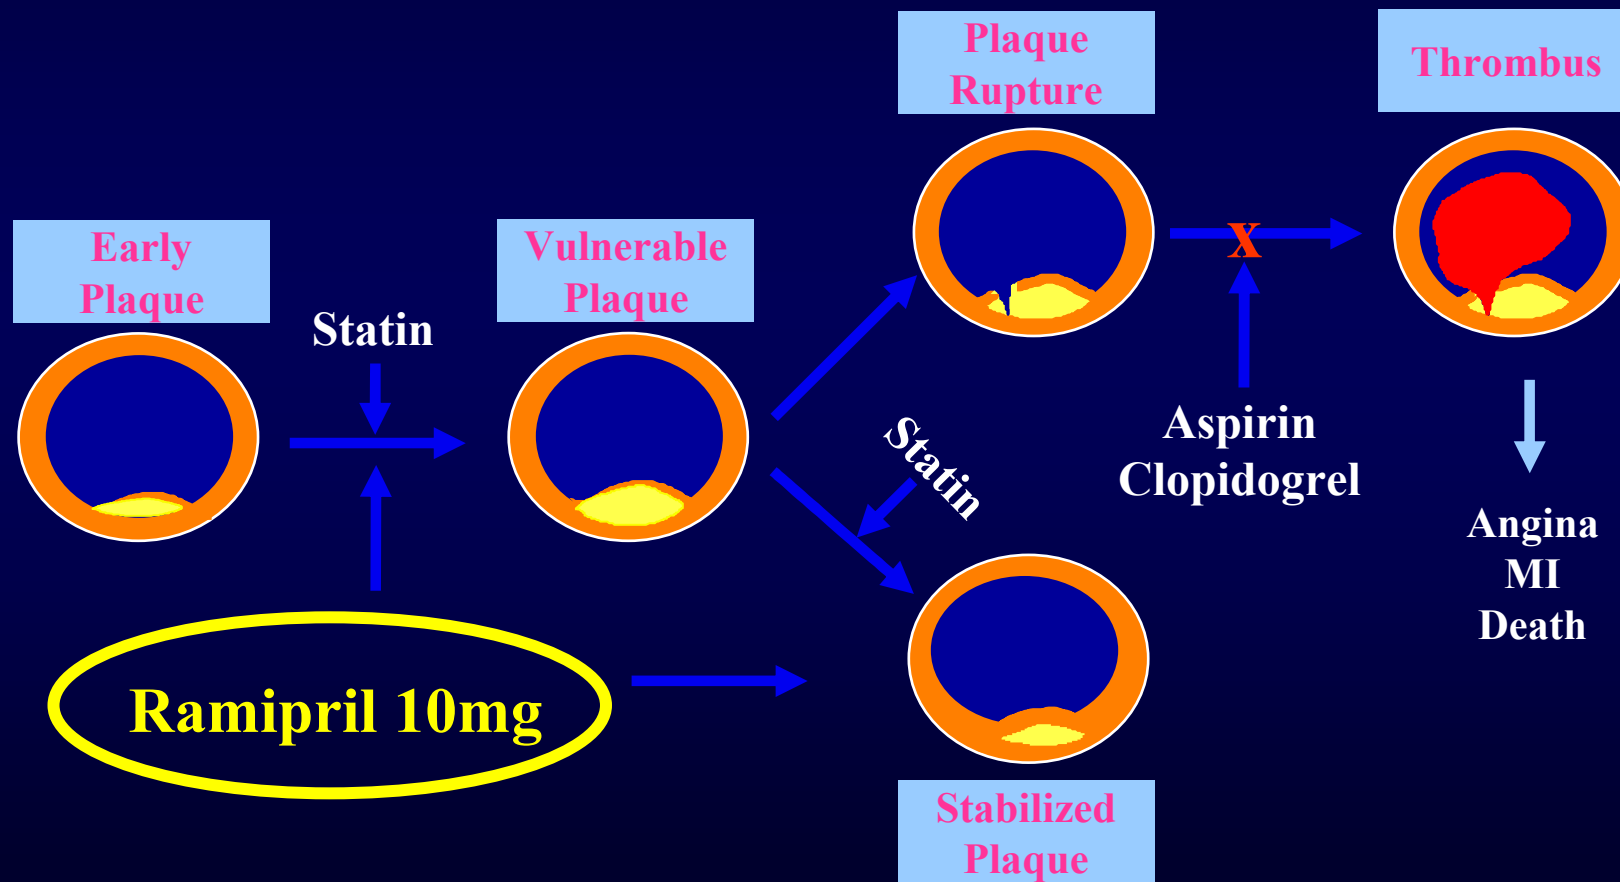 Early
Plaque
Statin
Vulnerable
Plaque
Plaque
Rupture
Thrombus
X
Statin
Aspirin
Clopidogrel
Angina
MI
Death
Ramipril 10mg
Stabilized
Plaque